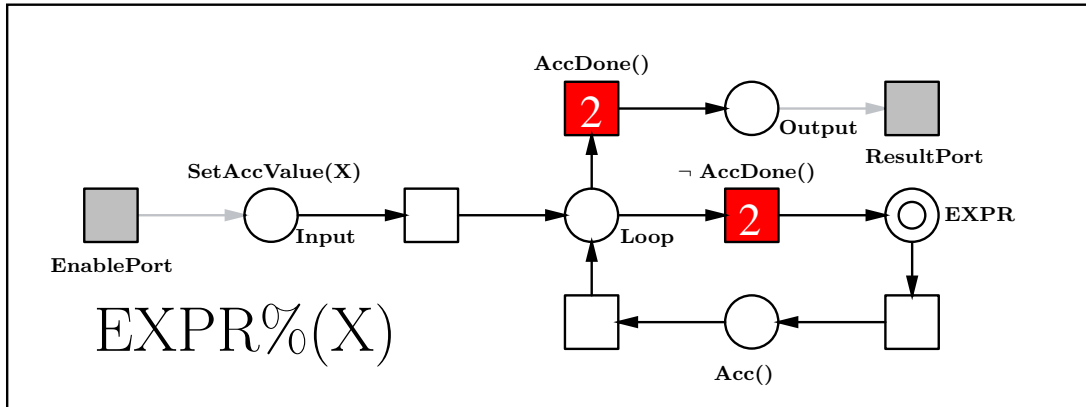 AccDone()
2
Output
ResultPort
SetAccValue(X)
¬ AccDone()
2
Input
Loop
EXPR
EnablePort
EXPR%(X)
Acc()